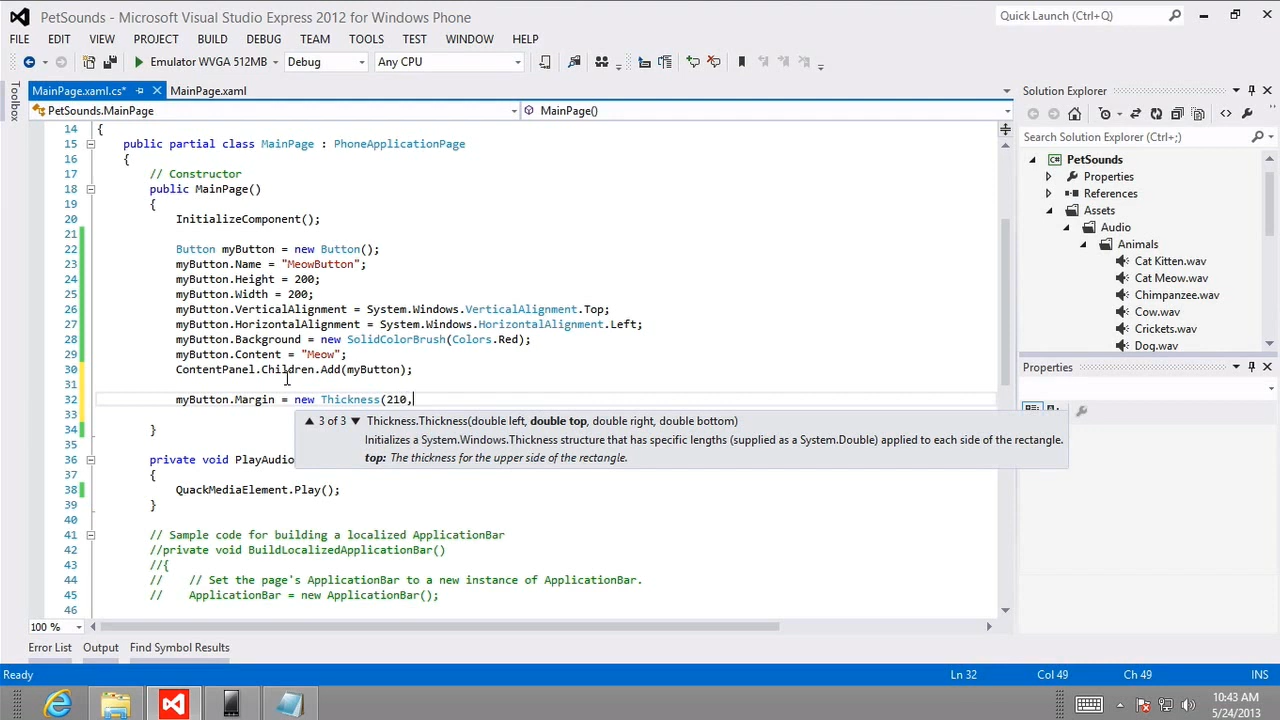 PetSounds - Microsoft Visual Studio Express 2012 for Windows Phone
Quick Launch (Ctrl+Q)
FILE EDIT VIEW PROJECT BUILD DEBUG TEAM TOOLS TEST WINDOW HELP
Emulator WVGA 512MB Debug Any CPU
Toolbox
MainPage.xaml.cs* MainPage.xaml
PetSounds.MainPage MainPage()
14 {
15 public partial class MainPage : PhoneApplicationPage
16 {
17 // Constructor
18 public MainPage()
19 {
20 InitializeComponent();
21
22 Button myButton = new Button();
23 myButton.Name = "MeowButton";
24 myButton.Height = 200;
25 myButton.Width = 200;
26 myButton.VerticalAlignment = System.Windows.VerticalAlignment.Top;
27 myButton.HorizontalAlignment = System.Windows.HorizontalAlignment.Left;
28 myButton.Background = new SolidColorBrush(Colors.Red);
29 myButton.Content = "Meow";
30 ContentPanel.Children.Add(myButton);
31
32 myButton.Margin = new Thickness(210,
33
3 of 3 Thickness.Thickness(double left, double top, double right, double bottom)
34 }
Initializes a System.Windows.Thickness structure that has specific lengths (supplied as a System.Double) applied to each side of the rectangle.
top: The thickness for the upper side of the rectangle.
36 private void PlayAudio
37 {
38 QuackMediaElement.Play();
39 }
40
41 // Sample code for building a localized ApplicationBar
42 //private void BuildLocalizedApplicationBar()
43 //{
44 // // Set the page's ApplicationBar to a new instance of ApplicationBar.
45 // ApplicationBar = new ApplicationBar();
46
100 %
Solution Explorer
Search Solution Explorer (Ctrl+;)
PetSounds
Properties
References
Assets
Audio
Animals
Cat Kitten.wav
Cat Meow.wav
Chimpanzee.wav
Cow.wav
Crickets.wav
Dog.wav
Properties
Error List Output Find Symbol Results
Ready Ln 32 Col 49 Ch 49 INS
10:43 AM
5/24/2013